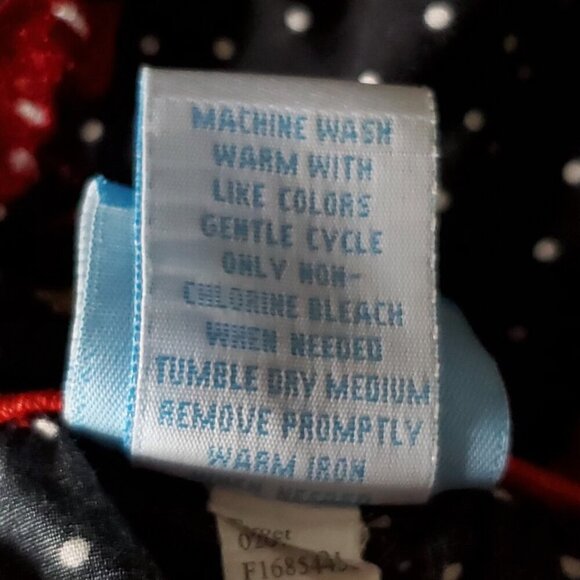 MACHINE WASH
WARM WITH
LIKE COLORS
GENTLE CYCLE
ONLY NON-
CHLORINE BLEACH
WHEN NEEDED
TUMBLE DRY MEDIUM
REMOVE PROMPTLY
WARM IRON